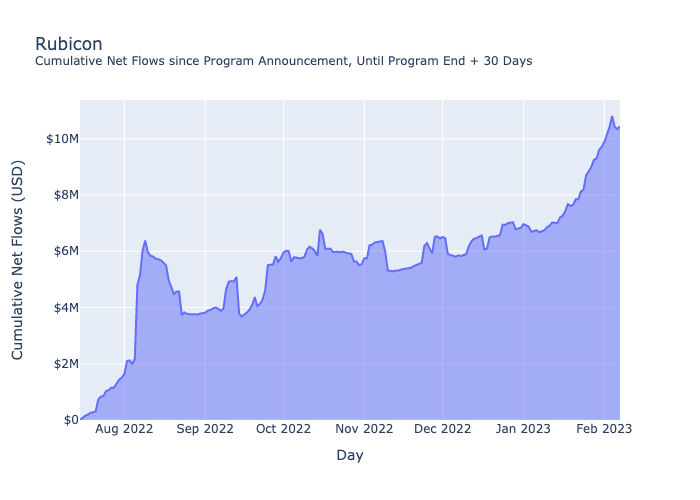 Rubicon
Cumulative Net Flows since Program Announcement, Until Program End + 30 Days
$10M
$8M
$6M
$4M
$2M
$0
Cumulative Net Flows (USD)
Aug 2022 Sep 2022 Oct 2022 Nov 2022 Dec 2022 Jan 2023 Feb 2023
Day